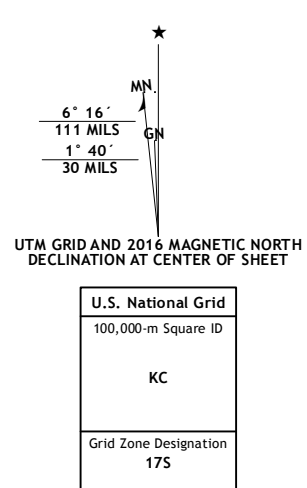 ★
MN
GN
6° 16´
111 MILS
1° 40´
30 MILS
UTM GRID AND 2016 MAGNETIC NORTH
DECLINATION AT CENTER OF SHEET
U.S. National Grid
100,000-m Square ID
KC
Grid Zone Designation
17S